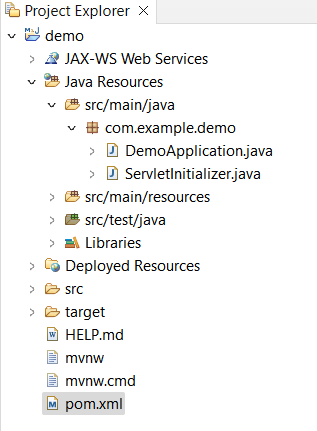 Project Explorer
demo
JAX-WS Web Services
Java Resources
src/main/java
com.example.demo
DemoApplication.java
ServletInitializer.java
src/main/resources
src/test/java
Libraries
Deployed Resources
src
target
HELP.md
mvnw
mvnw.cmd
pom.xml